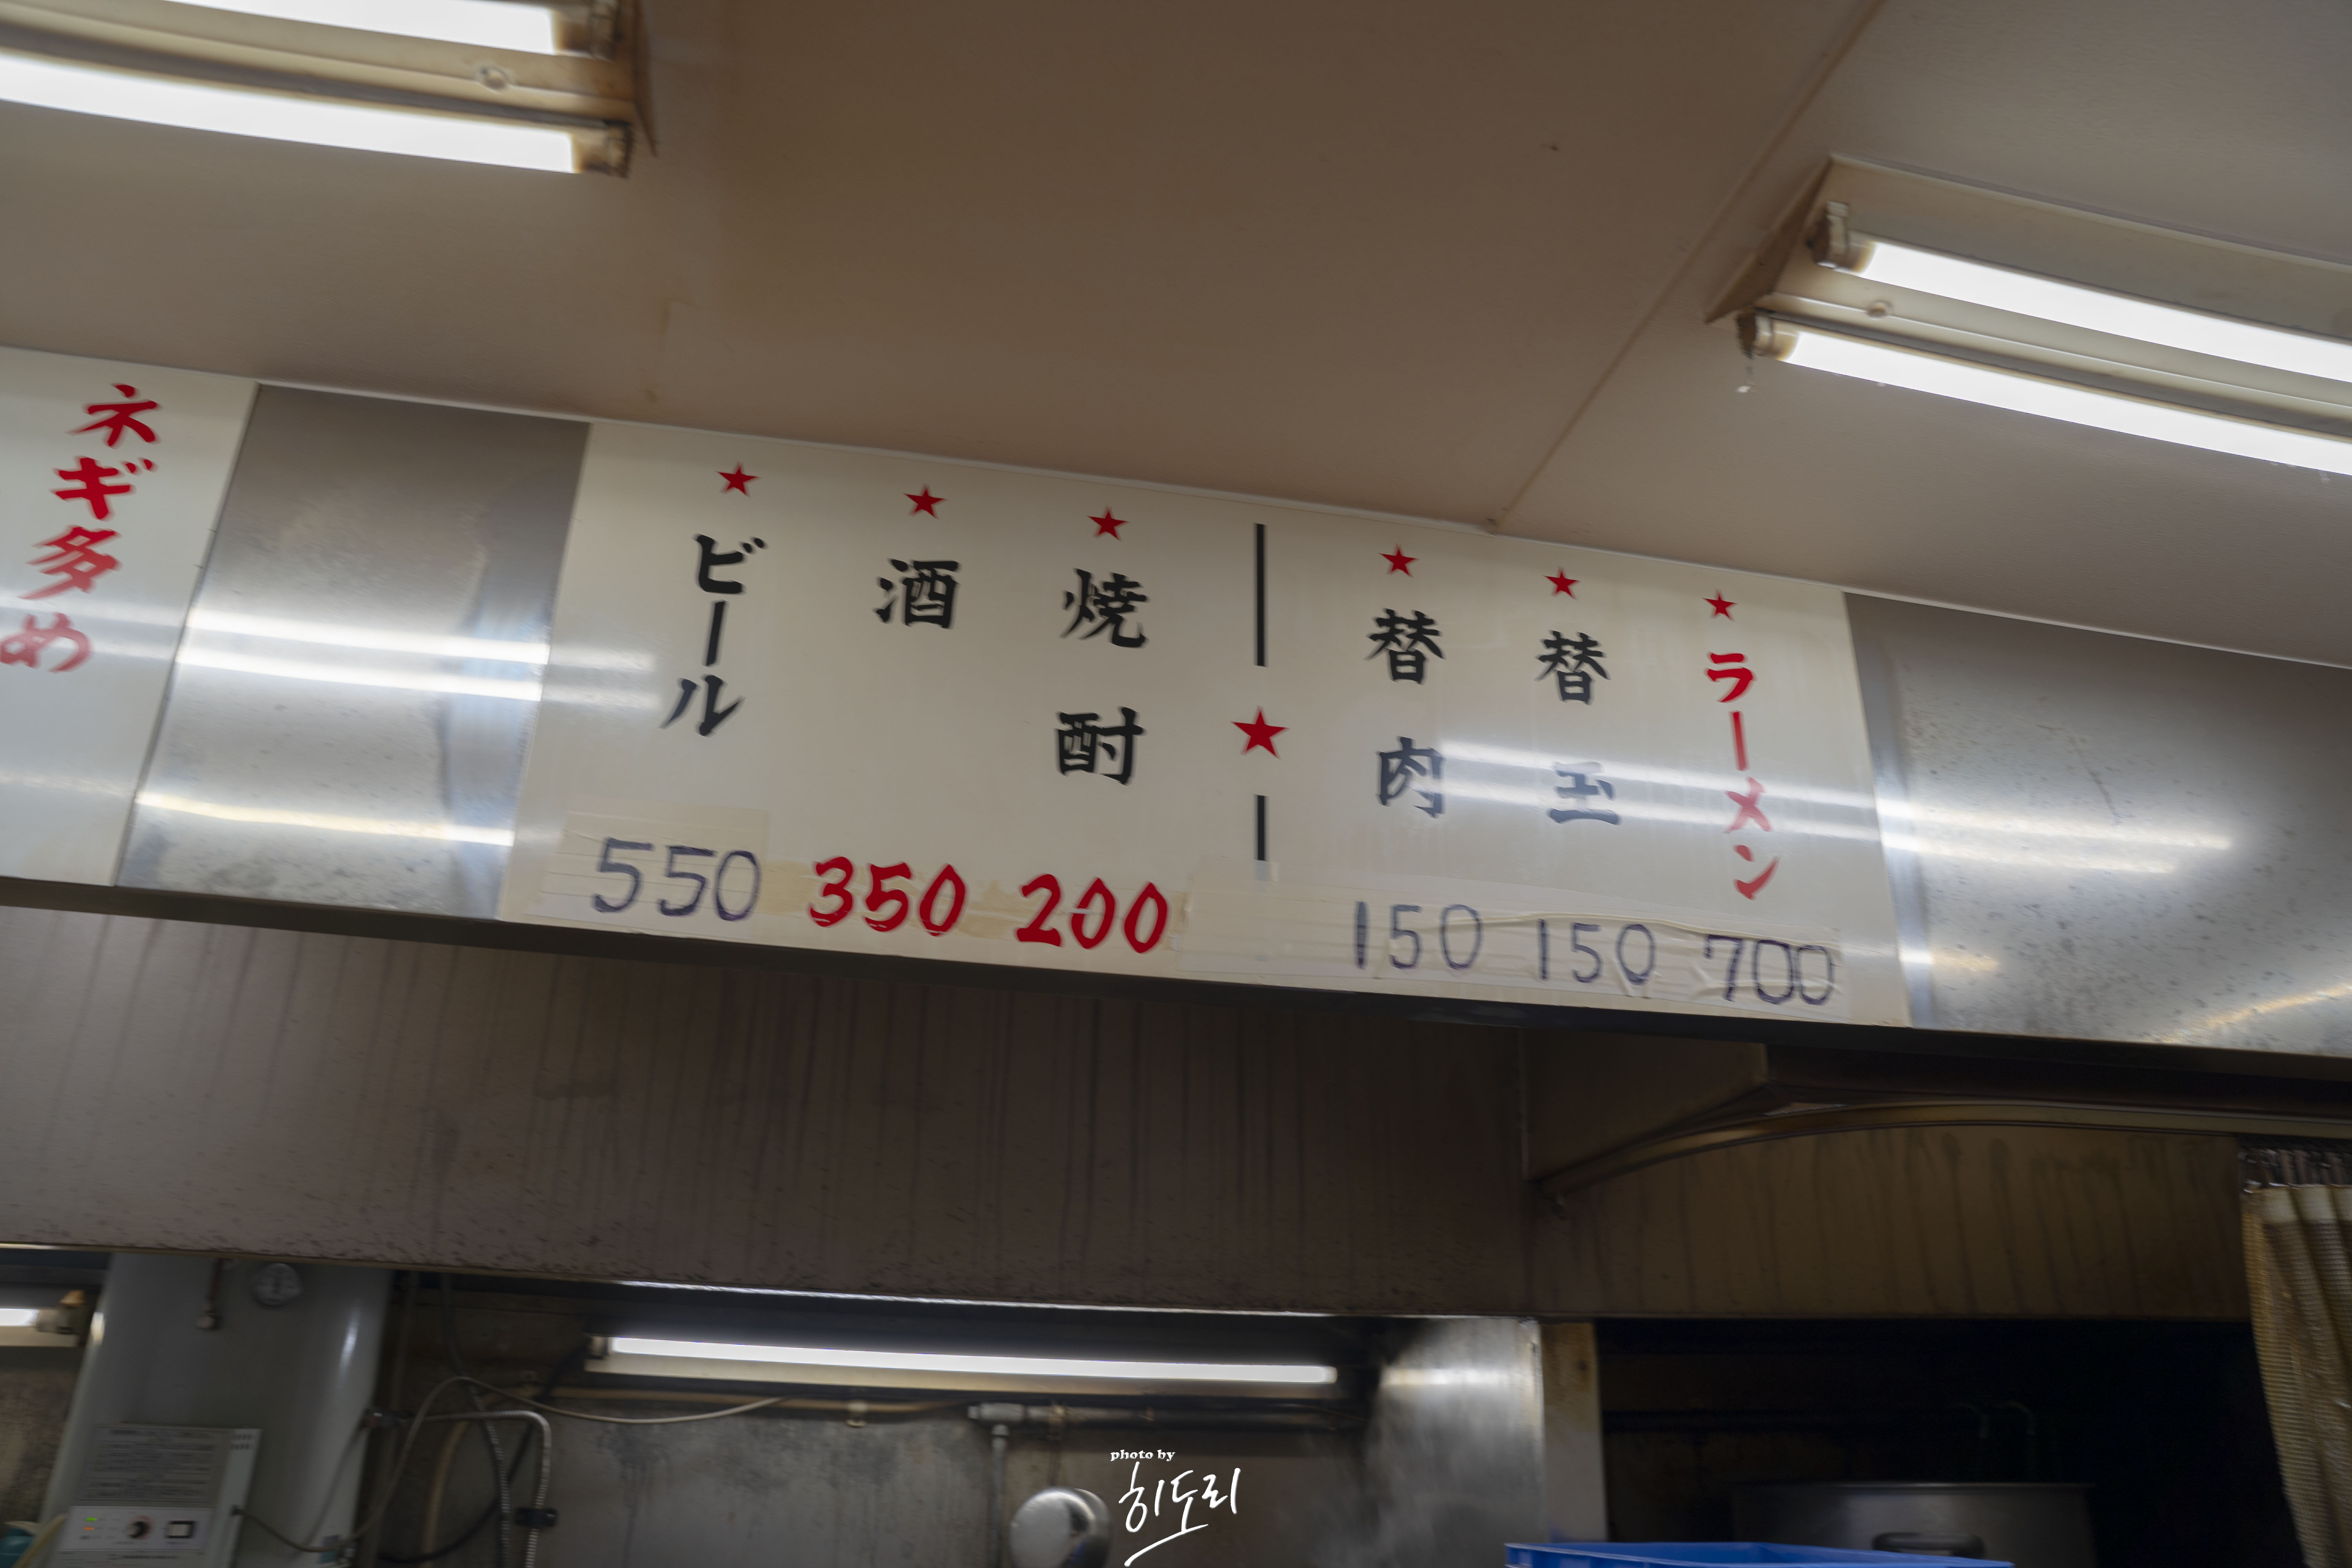 ラーメン 700
替玉 150
替肉 150
焼酎 200
酒 350
ビール 550
ネギ多め
photo by
히도리